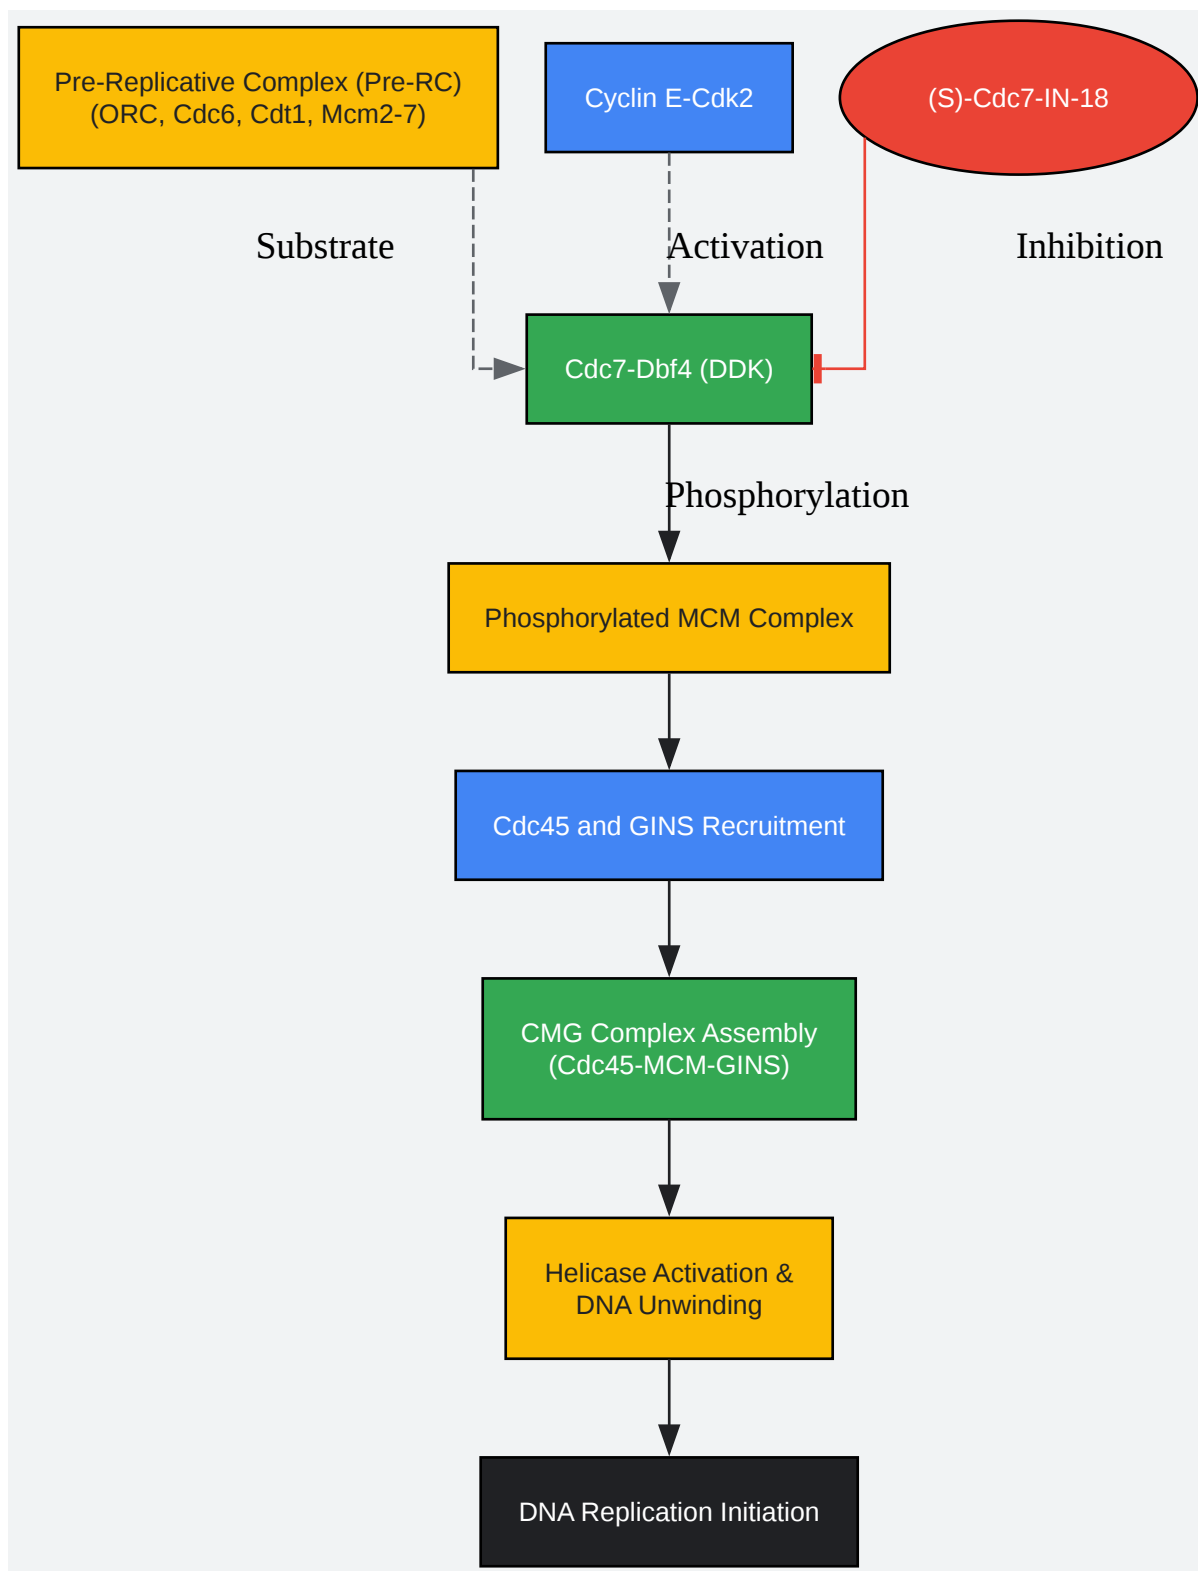 Pre-Replicative Complex (Pre-RC)
(ORC, Cdc6, Cdt1, Mcm2-7)
Cyclin E-Cdk2
(S)-Cdc7-IN-18
Substrate
Activation
Inhibition
Cdc7-Dbf4 (DDK)
Phosphorylation
Phosphorylated MCM Complex
Cdc45 and GINS Recruitment
CMG Complex Assembly
(Cdc45-MCM-GINS)
Helicase Activation &
DNA Unwinding
DNA Replication Initiation